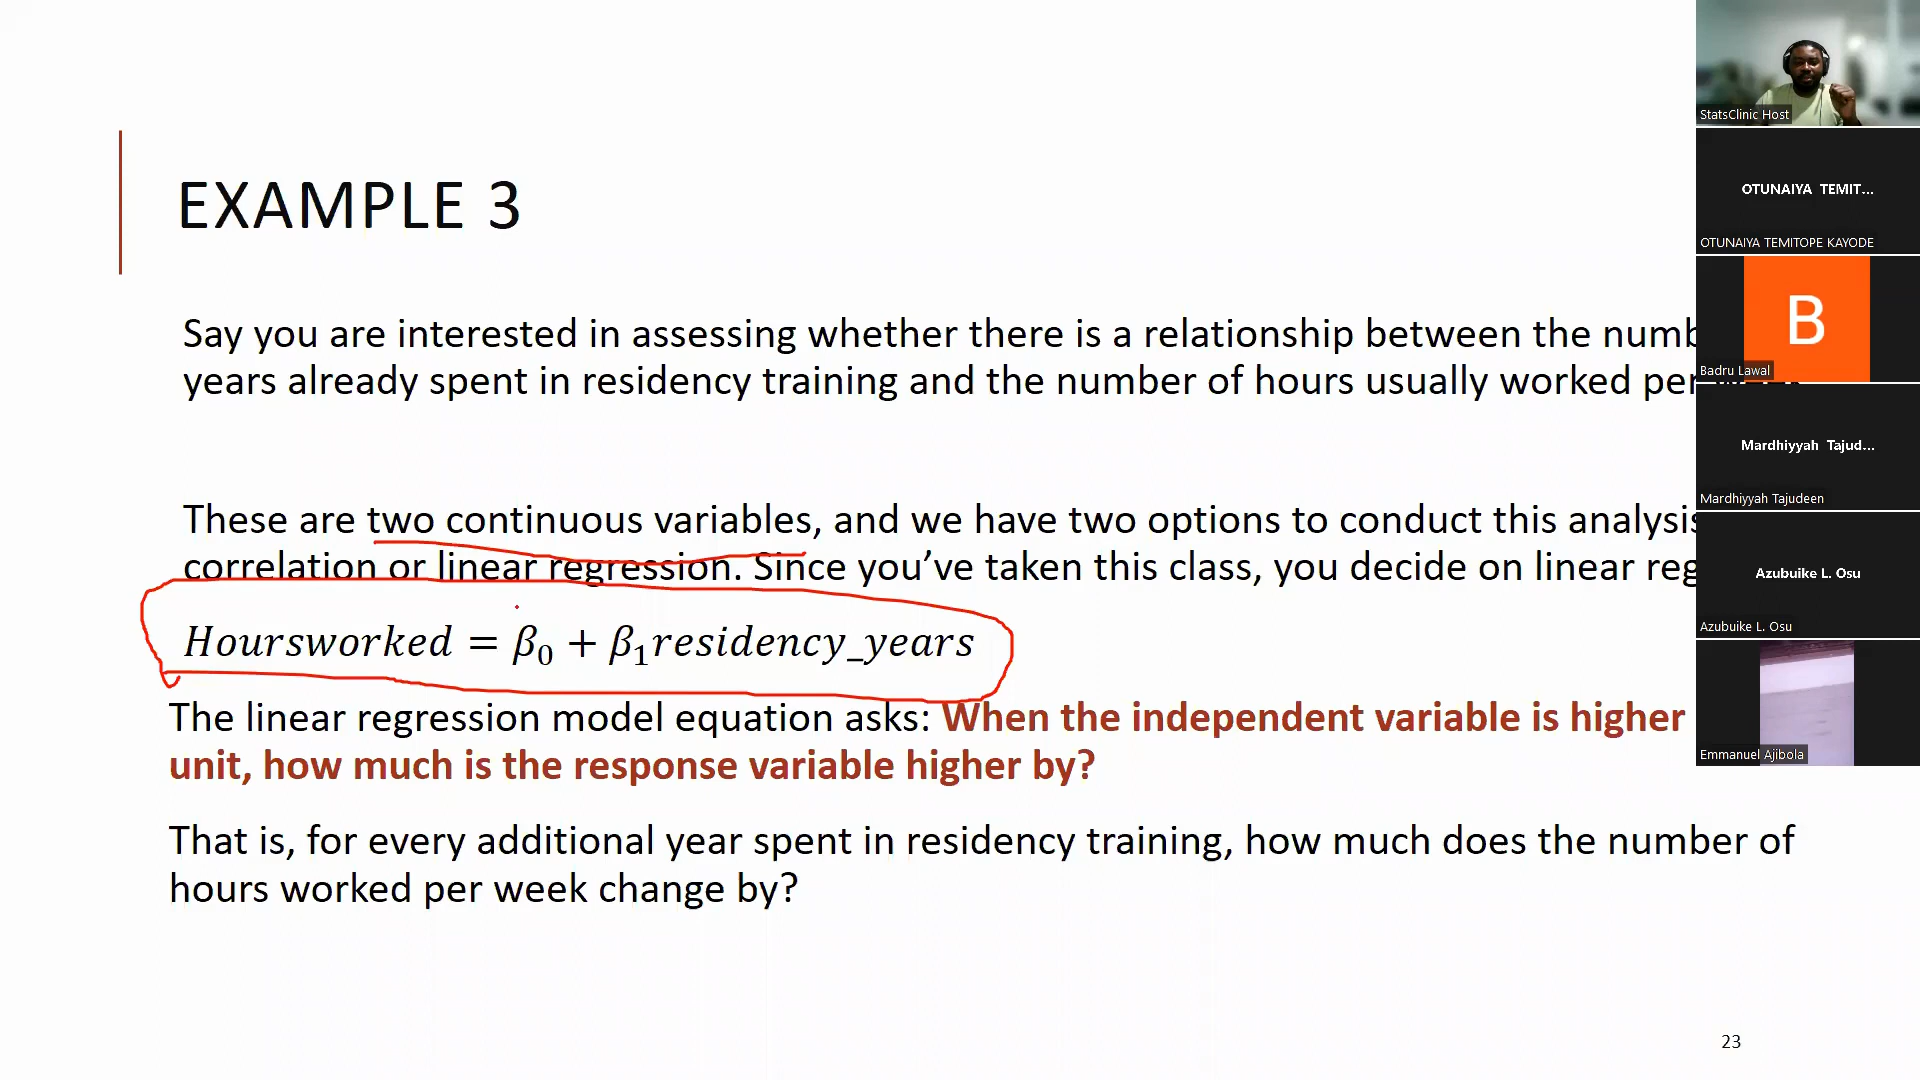 EXAMPLE 3
Say you are interested in assessing whether there is a relationship between the
years already spent in residency training and the number of hours usually worked per
These are two continuous variables, and we have two options to conduct this
correlation or linear regression. Since you’ve taken this class, you decide on linear
Hoursworked = β₀ + β₁residency_years
The linear regression model equation asks: When the independent variable is higher
unit, how much is the response variable higher by?
That is, for every additional year spent in residency training, how much does the number of
hours worked per week change by?
23
StatsClinic Host
OTUNAIYA TEMIT...
OTUNAIYA TEMITOPE KAYODE
B
Badru Lawal
Mardhiyyah Tajud...
Mardhiyyah Tajudeen
Azubuike L. Osu
Azubuike L. Osu
Emmanuel Ajibola